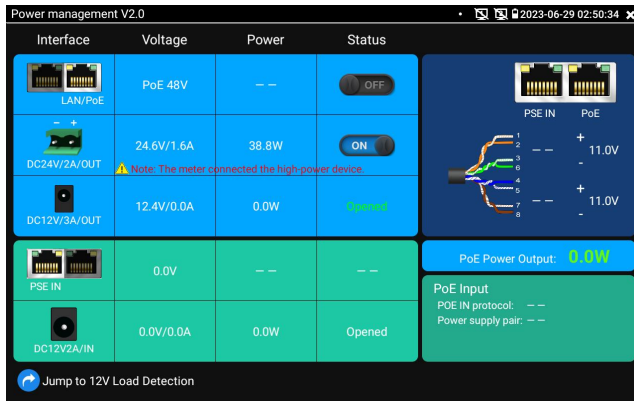 Power management V2.0
2023-06-29 02:50:34
Interface Voltage Power Status
LAN/PoE PoE 48V – – OFF
– +
DC24V/2A/OUT 24.6V/1.6A 38.8W ON
Note: The meter connected the high-power device.
DC12V/3A/OUT 12.4V/0.0A 0.0W Opened
PSE IN 0.0V – – – –
DC12V2A/IN 0.0V/0.0A 0.0W Opened
PSE IN PoE
1
2
3
6
– –
+
11.0V
-
4
5
7
8
– –
+
11.0V
-
PoE Power Output: 0.0W
PoE Input
POE IN protocol: – –
Power supply pair: – –
Jump to 12V Load Detection